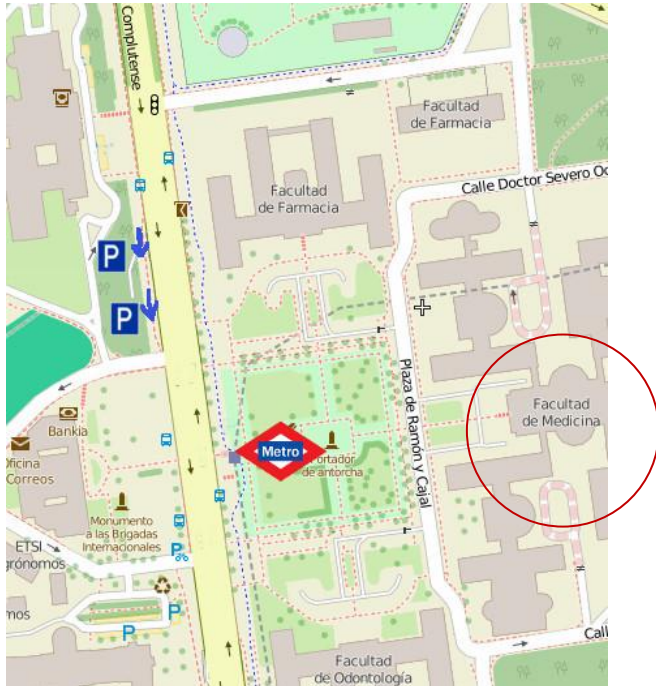 Complutense
Facultad
de Farmacia
Facultad
de Farmacia
Calle Doctor Severo Oc
P
P
Plaza de Ramón y Cajal
Facultad
de Medicina
Bankia
Oficina
Correos
Metro
Portador
de antorcha
Monumento
a las Brigadas
Internacionales
ETSI
grónomos
mos
P
P
P
Facultad
de Odontología
Call